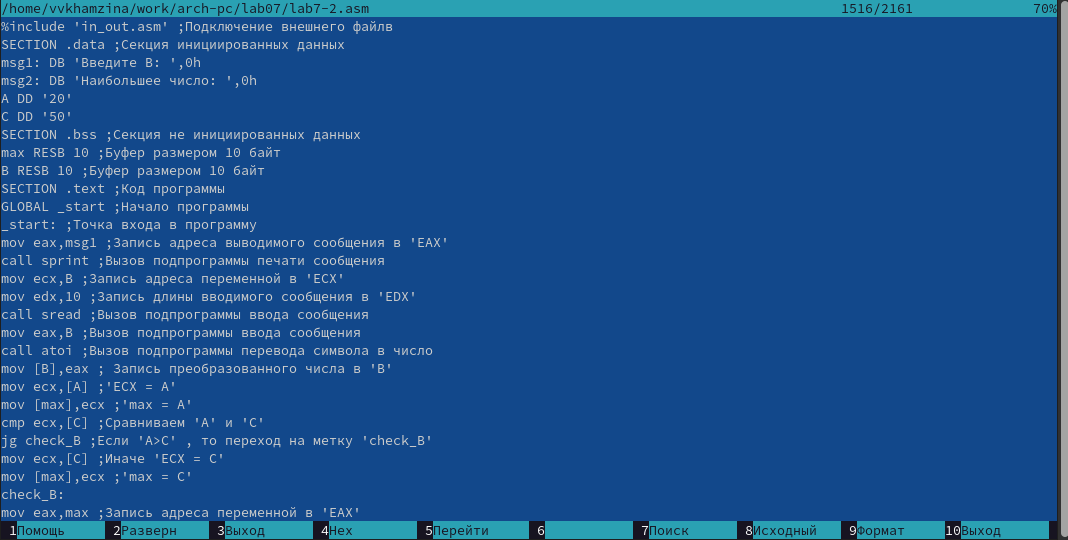 /home/vvkhamzina/work/arch-pc/lab07/lab7-2.asm 1516/2161 70%
%include 'in_out.asm' ;Подключение внешнего файлв
SECTION .data ;Секция инициированных данных
msg1: DB 'Введите B: ',0h
msg2: DB 'Наибольшее число: ',0h
A DD '20'
C DD '50'
SECTION .bss ;Секция не инициированных данных
max RESB 10 ;Буфер размером 10 байт
B RESB 10 ;Буфер размером 10 байт
SECTION .text ;Код программы
GLOBAL _start ;Начало программы
_start: ;Точка входа в программу
mov eax,msg1 ;Запись адреса выводимого сообщения в 'EAX'
call sprint ;Вызов подпрограммы печати сообщения
mov ecx,B ;Запись адреса переменной в 'ECX'
mov edx,10 ;Запись длины вводимого сообщения в 'EDX'
call sread ;Вызов подпрограммы ввода сообщения
mov eax,B ;Вызов подпрограммы ввода сообщения
call atoi ;Вызов подпрограммы перевода символа в число
mov [B],eax ; Запись преобразованного числа в 'B'
mov ecx,[A] ;'ECX = A'
mov [max],ecx ;'max = A'
cmp ecx,[C] ;Сравниваем 'A' и 'C'
jg check_B ;Если 'A>C' , то переход на метку 'check_B'
mov ecx,[C] ;Иначе 'ECX = C'
mov [max],ecx ;'max = C'
check_B:
mov eax,max ;Запись адреса переменной в 'EAX'
1Помощь 2Разверн 3Выход 4Hex 5Перейти 6 7Поиск 8Исходный 9Формат 10Выход